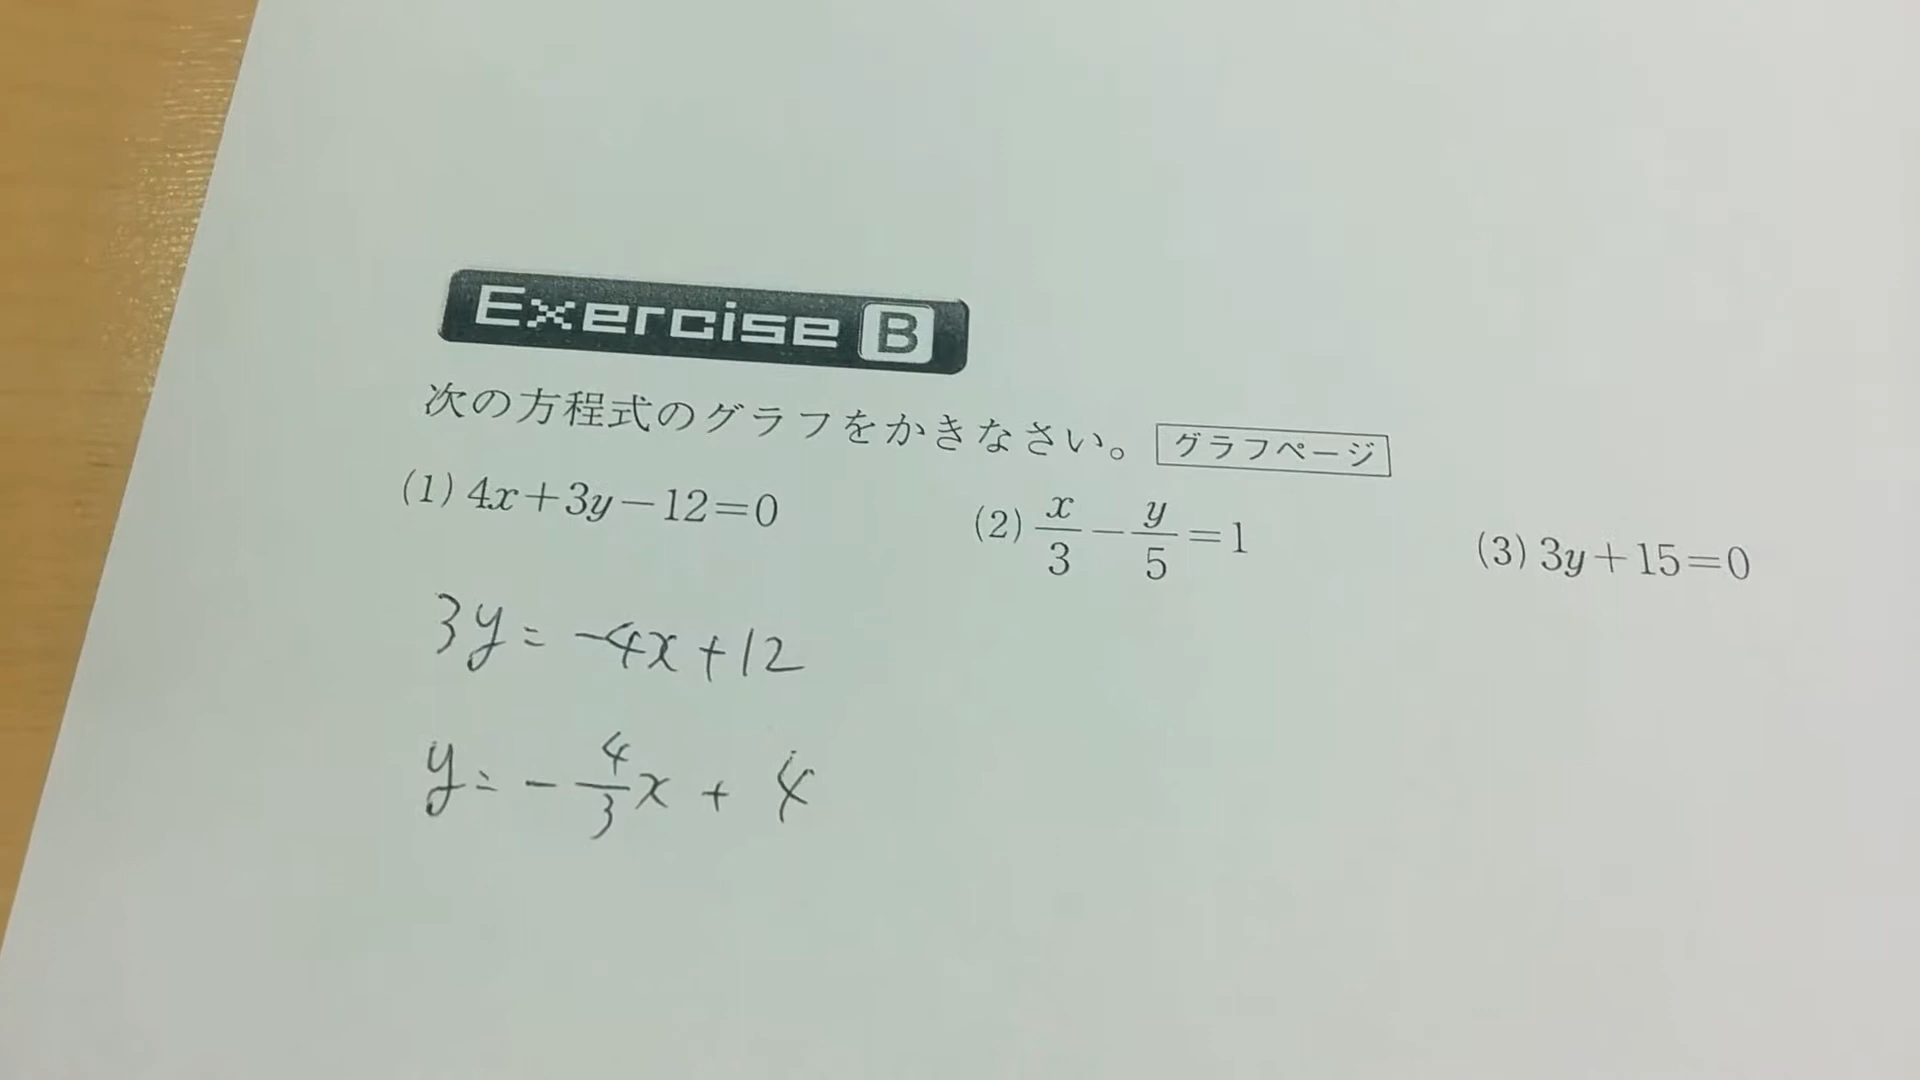 Exercise B
次の方程式のグラフをかきなさい。 グラフページ
(1) 4x+3y−12=0 (2) x/3−y/5=1 (3) 3y+15=0
3y=-4x+12
y=-4/3x+4